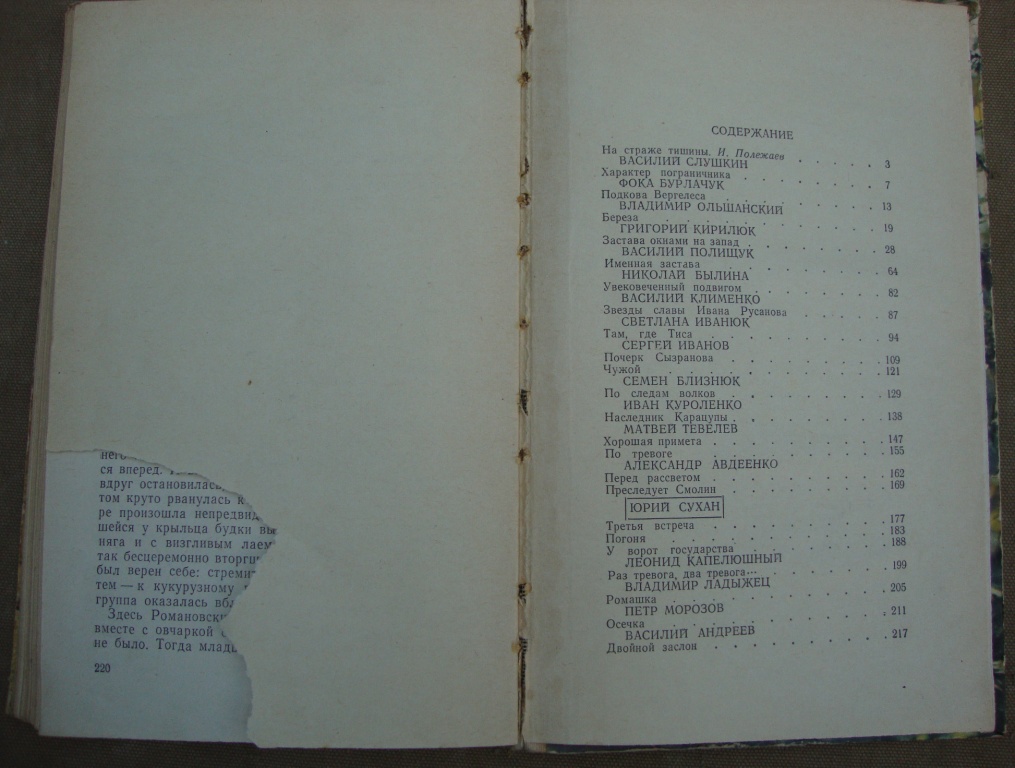 него
ся вперед.
вдруг остановилась,
том круто рванулась к
ре произошла непредвид
шейся у крыльца будки вы
няга и с визгливым лаем
так бесцеремонно вторгши
был верен себе: стремит
тем — к кукурузному
группа оказалась вбл
Здесь Романовски
вместе с овчаркой
не было. Тогда млад
220
СОДЕРЖАНИЕ
На страже тишины. И. Полежаев . . . . . 3
ВАСИЛИЙ СЛУШКИН
Характер пограничника . . . . . . . 7
ФОКА БУРЛАЧУК
Подкова Вергелеса . . . . . . . . 13
ВЛАДИМИР ОЛЬШАНСКИЙ
Береза . . . . . . . . . . 19
ГРИГОРИЙ КИРИЛЮК
Застава окнами на запад . . . . . . . 28
ВАСИЛИЙ ПОЛИЩУК
Именная застава . . . . . . . . 64
НИКОЛАЙ БЫЛИНА
Увековеченный подвигом . . . . . . . 82
ВАСИЛИЙ КЛИМЕНКО
Звезды славы Ивана Русанова . . . . . 87
СВЕТЛАНА ИВАНЮК
Там, где Тиса . . . . . . . . . 94
СЕРГЕЙ ИВАНОВ
Почерк Сызранова . . . . . . . . 109
Чужой . . . . . . . . . . 121
СЕМЕН БЛИЗНЮК
По следам волков . . . . . . . . 129
ИВАН КУРОЛЕНКО
Наследник Карацупы . . . . . . . . 138
МАТВЕЙ ТЕВЕЛЕВ
Хорошая примета . . . . . . . . 147
По тревоге . . . . . . . . . 155
АЛЕКСАНДР АВДЕЕНКО
Перед рассветом . . . . . . . . 162
Преследует Смолин . . . . . . . . 169
ЮРИЙ СУХАН
Третья встреча . . . . . . . . 177
Погоня . . . . . . . . . . 183
У ворот государства . . . . . . . . 188
ЛЕОНИД КАПЕЛЮШНЫЙ
Раз тревога, два тревога... . . . . . . 199
ВЛАДИМИР ЛАДЫЖЕЦ
Ромашка . . . . . . . . . . 205
ПЕТР МОРОЗОВ
Осечка . . . . . . . . . . 211
ВАСИЛИЙ АНДРЕЕВ
Двойной заслон . . . . . . . . 217